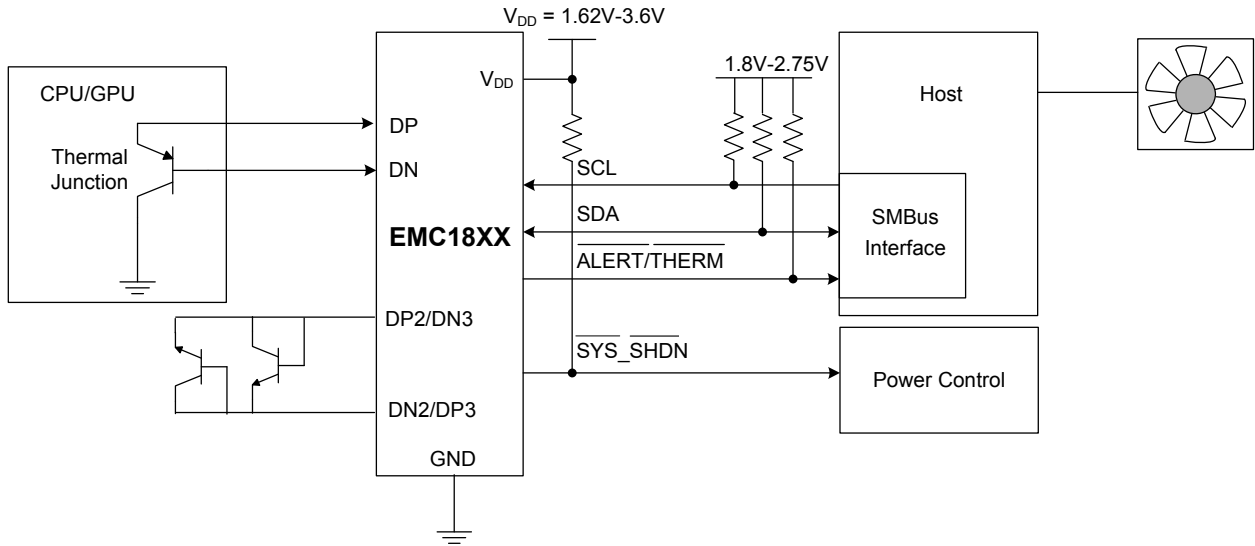 V_DD = 1.62V-3.6V
V_DD
1.8V-2.75V
CPU/GPU
Host
DP
Thermal
Junction
DN
SCL
SDA
SMBus
Interface
EMC18XX
ALERT/THERM
DP2/DN3
SYS_SHDN
Power Control
DN2/DP3
GND